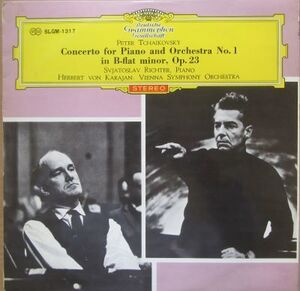 SLGM-1317
Deutsche
Grammophon
Gesellschaft
PETER TCHAIKOVSKY
Concerto for Piano and Orchestra No. 1
in B-flat minor, Op. 23
SVJATOSLAV RICHTER, PIANO
HERBERT VON KARAJAN, VIENNA SYMPHONY ORCHESTRA
STEREO